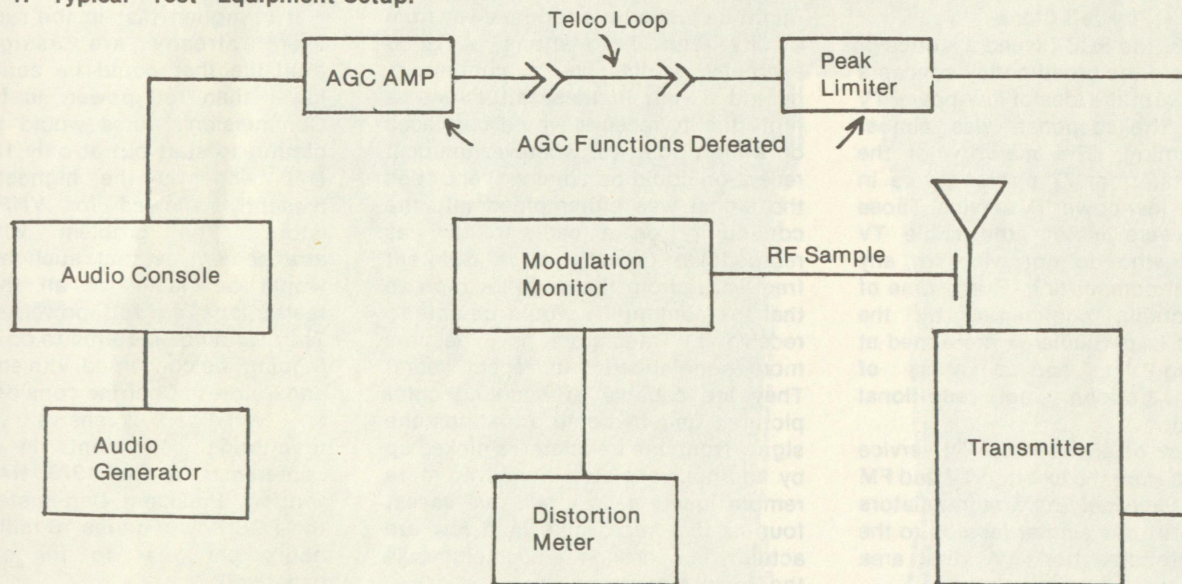 Typical Test Equipment Setup.
Telco Loop
AGC AMP
Peak
Limiter
AGC Functions Defeated
Audio Console
Modulation
Monitor
RF Sample
Audio
Generator
Distortion
Meter
Transmitter